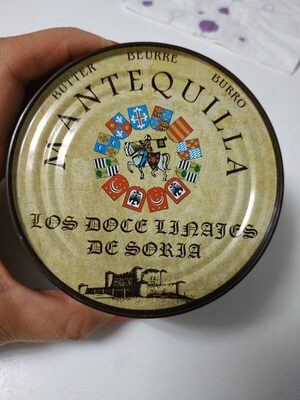 BUTTER BEURRE BURRO
MANTEQUILLA
LOS DOCE LINAJES
DE SORIA